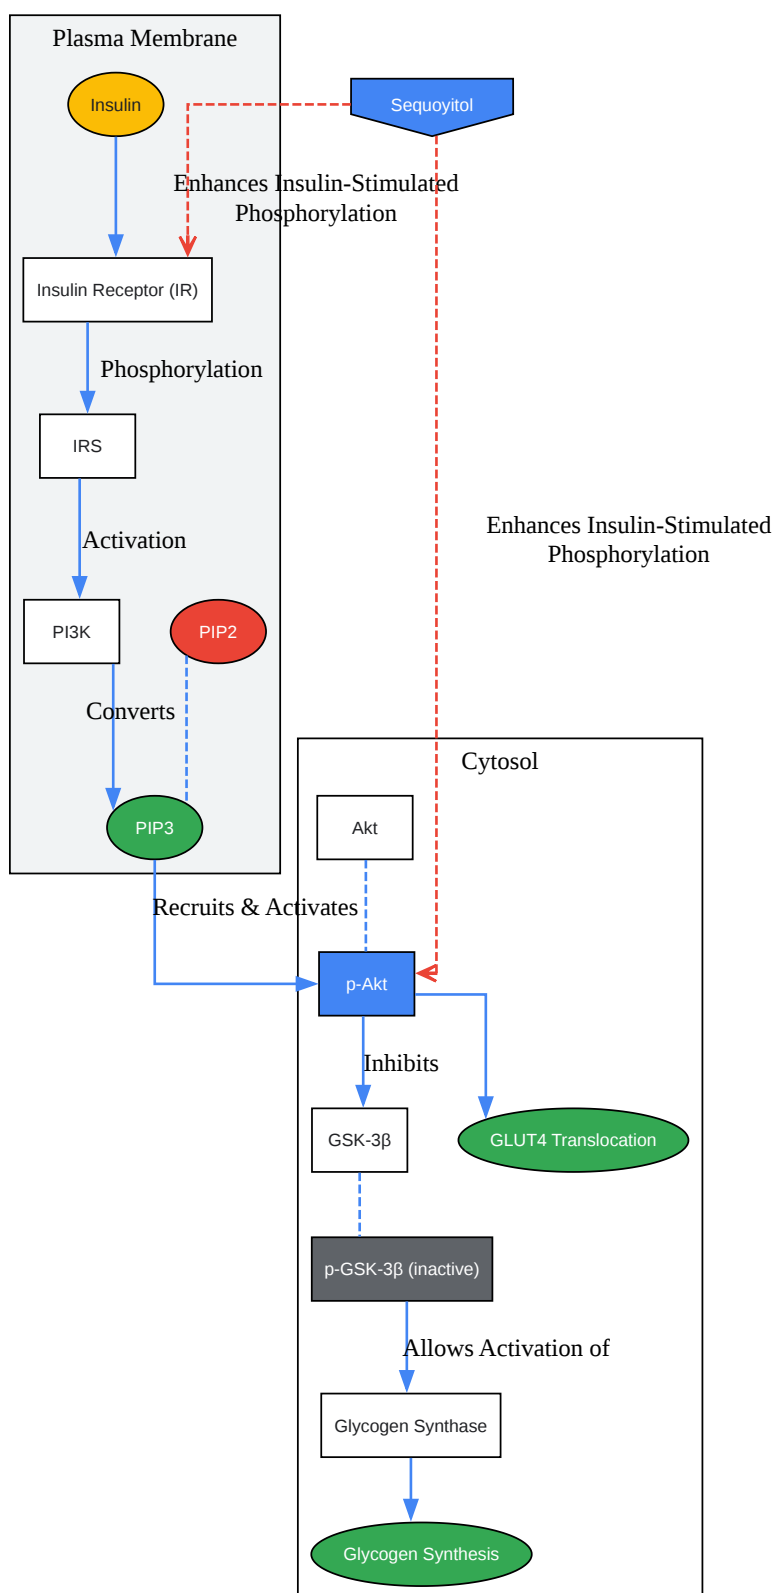 Plasma Membrane
Insulin
Sequoyitol
Enhances Insulin-Stimulated
Phosphorylation
Insulin Receptor (IR)
Phosphorylation
IRS
Activation
Enhances Insulin-Stimulated
Phosphorylation
PI3K
PIP2
Converts
Cytosol
PIP3
Akt
Recruits & Activates
p-Akt
Inhibits
GSK-3β
GLUT4 Translocation
p-GSK-3β (inactive)
Allows Activation of
Glycogen Synthase
Glycogen Synthesis